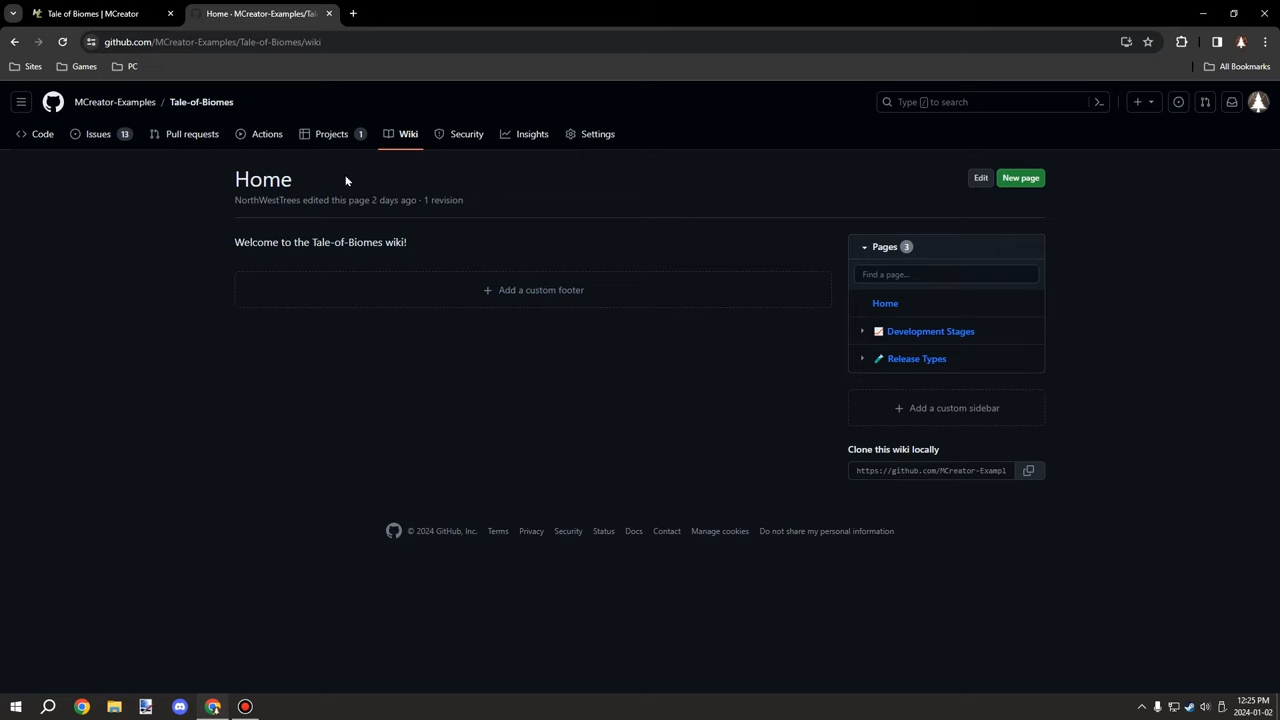 Tale of Biomes | MCreator
Home · MCreator-Examples/Tal
github.com/MCreator-Examples/Tale-of-Biomes/wiki
Sites
Games
PC
All Bookmarks
MCreator-Examples / Tale-of-Biomes
Type / to search
Code
Issues 13
Pull requests
Actions
Projects 1
Wiki
Security
Insights
Settings
Home
Edit
New page
NorthWestTrees edited this page 2 days ago · 1 revision
Welcome to the Tale-of-Biomes wiki!
Add a custom footer
Pages 3
Find a page...
Home
Development Stages
Release Types
Add a custom sidebar
Clone this wiki locally
https://github.com/MCreator-Exampl
© 2024 GitHub, Inc. Terms Privacy Security Status Docs Contact Manage cookies Do not share my personal information
12:25 PM
2024-01-02